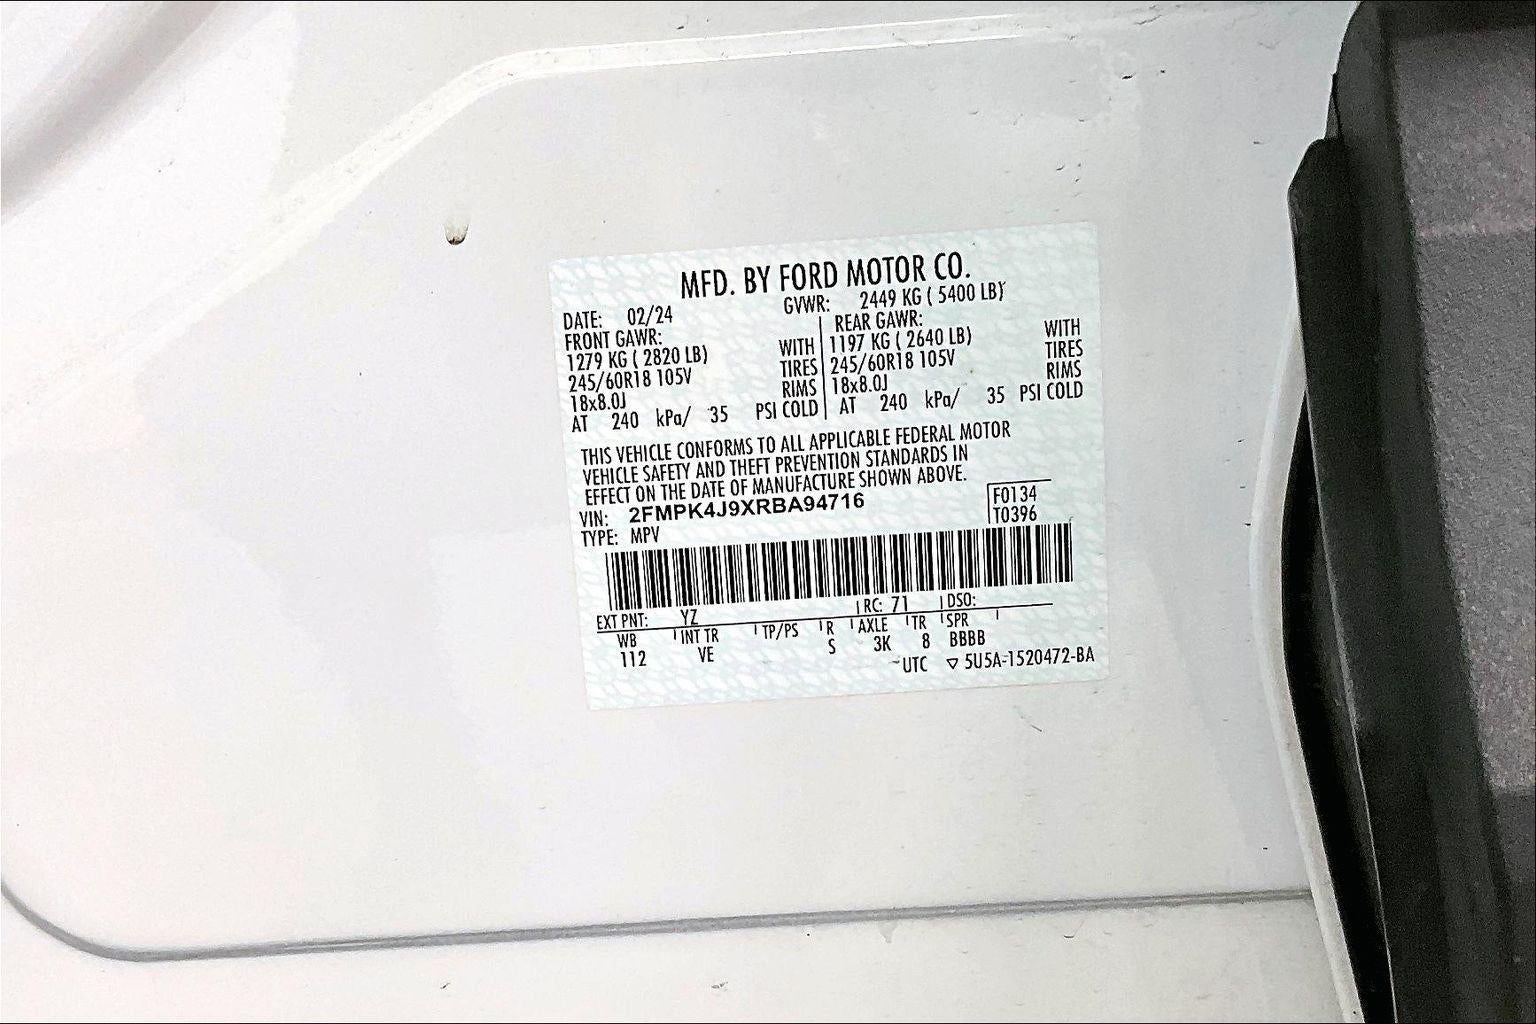 MFD. BY FORD MOTOR CO.
DATE: 02/24 GVWR: 2449 KG ( 5400 LB)
FRONT GAWR: REAR GAWR:
1279 KG ( 2820 LB) WITH 1197 KG ( 2640 LB) WITH
245/60R18 105V TIRES 245/60R18 105V TIRES
18x8.0J RIMS 18x8.0J RIMS
AT 240 kPa/ 35 PSI COLD AT 240 kPa/ 35 PSI COLD
THIS VEHICLE CONFORMS TO ALL APPLICABLE FEDERAL MOTOR
VEHICLE SAFETY AND THEFT PREVENTION STANDARDS IN
EFFECT ON THE DATE OF MANUFACTURE SHOWN ABOVE.
VIN: 2FMPK4J9XRBA94716 F0134
TYPE: MPV T0396
EXT PNT: YZ RC: 71 DSO:
WB INT TR TP/PS R AXLE TR SPR
112 VE S 3K 8 BBBB
UTC ▽ 5U5A-1520472-BA